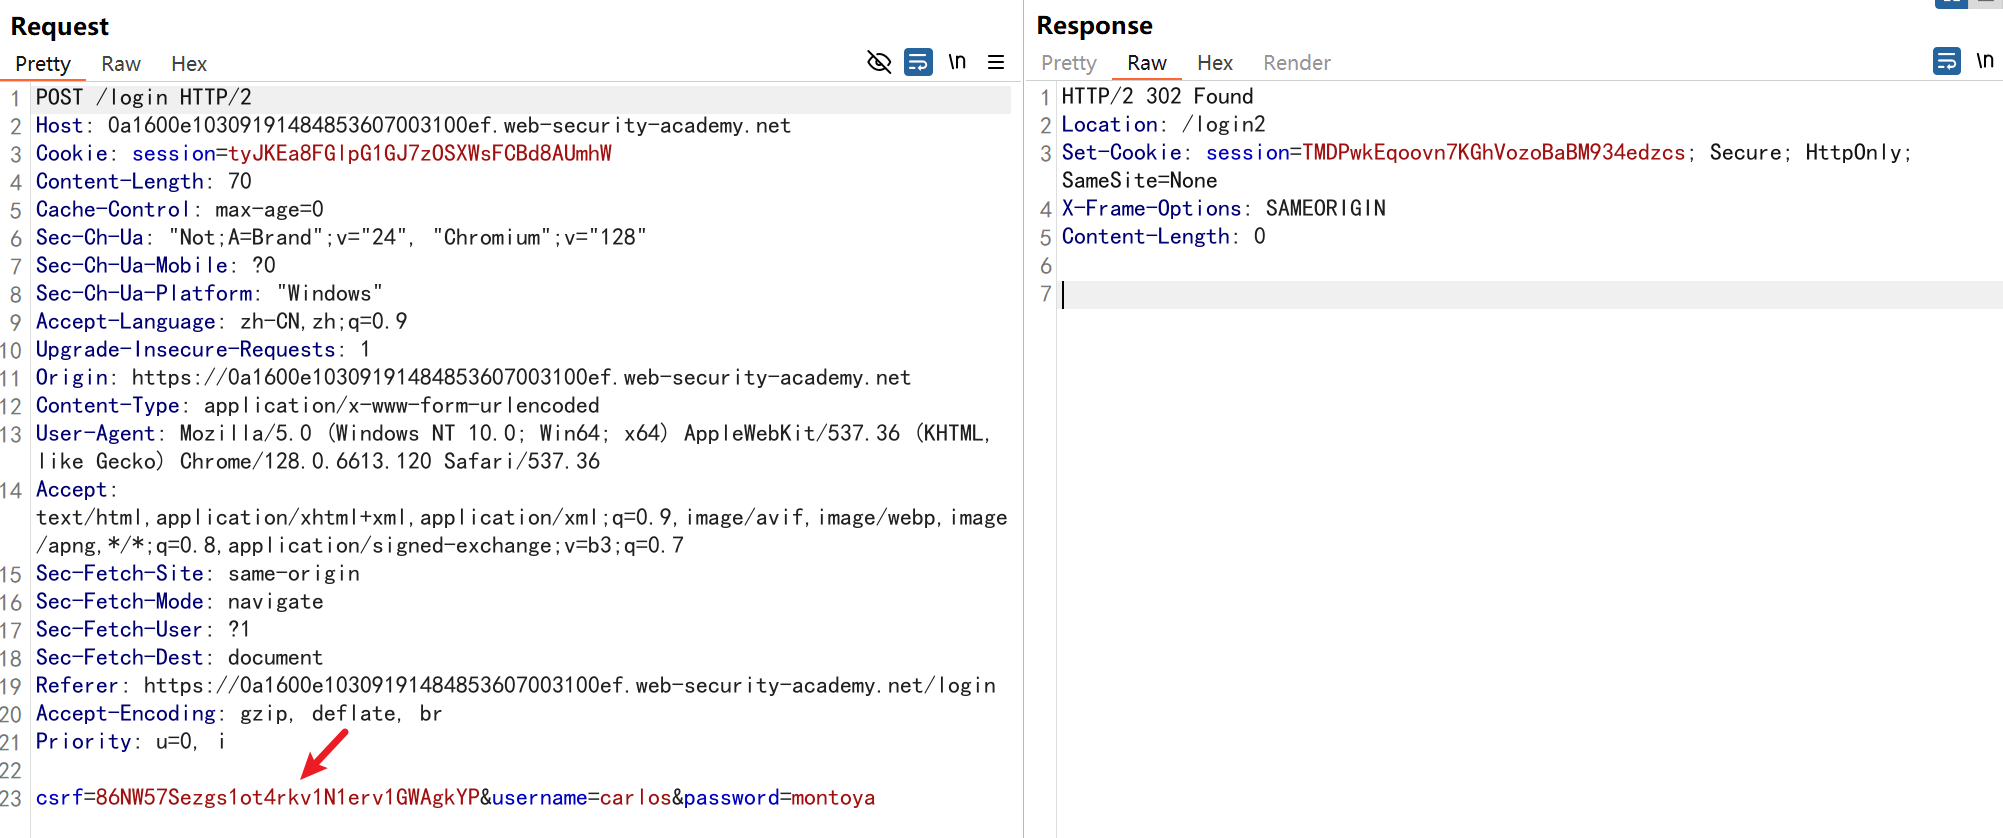 Request
Pretty Raw Hex \n
1 POST /login HTTP/2
2 Host: 0a1600e10309191484853607003100ef.web-security-academy.net
3 Cookie: session=tyJKEa8FGlpG1GJ7zOSXWsFCBd8AUmhW
4 Content-Length: 70
5 Cache-Control: max-age=0
6 Sec-Ch-Ua: "Not;A=Brand";v="24", "Chromium";v="128"
7 Sec-Ch-Ua-Mobile: ?0
8 Sec-Ch-Ua-Platform: "Windows"
9 Accept-Language: zh-CN,zh;q=0.9
10 Upgrade-Insecure-Requests: 1
11 Origin: https://0a1600e10309191484853607003100ef.web-security-academy.net
12 Content-Type: application/x-www-form-urlencoded
13 User-Agent: Mozilla/5.0 (Windows NT 10.0; Win64; x64) AppleWebKit/537.36 (KHTML,
like Gecko) Chrome/128.0.6613.120 Safari/537.36
14 Accept:
text/html,application/xhtml+xml,application/xml;q=0.9,image/avif,image/webp,image
/apng,*/*;q=0.8,application/signed-exchange;v=b3;q=0.7
15 Sec-Fetch-Site: same-origin
16 Sec-Fetch-Mode: navigate
17 Sec-Fetch-User: ?1
18 Sec-Fetch-Dest: document
19 Referer: https://0a1600e10309191484853607003100ef.web-security-academy.net/login
20 Accept-Encoding: gzip, deflate, br
21 Priority: u=0, i
22
23 csrf=86NW57Sezgs1ot4rkv1N1erv1GWAgkYP&username=carlos&password=montoya
Response
Pretty Raw Hex Render \n
1 HTTP/2 302 Found
2 Location: /login2
3 Set-Cookie: session=TMDPwkEqoovn7KGhVozoBaBM934edzcs; Secure; HttpOnly;
SameSite=None
4 X-Frame-Options: SAMEORIGIN
5 Content-Length: 0
6
7